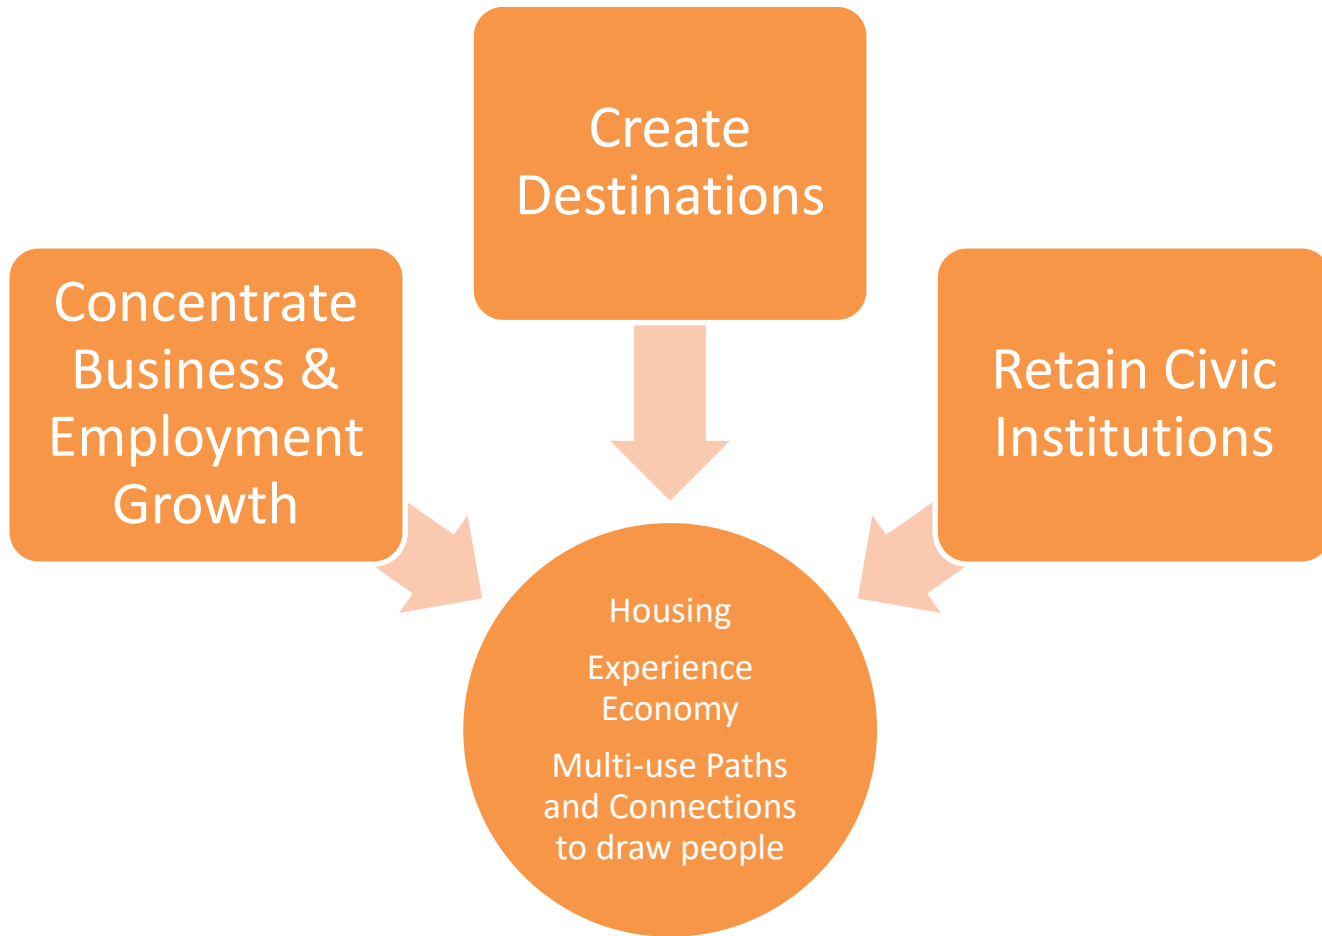 Create
Destinations
Concentrate
Business &
Employment
Growth
Retain Civic
Institutions
Housing
Experience
Economy
Multi-use Paths
and Connections
to draw people